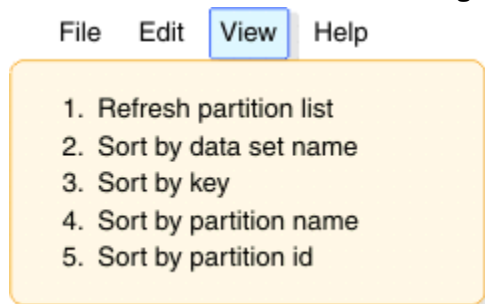 File Edit View Help
1. Refresh partition list
2. Sort by data set name
3. Sort by key
4. Sort by partition name
5. Sort by partition id